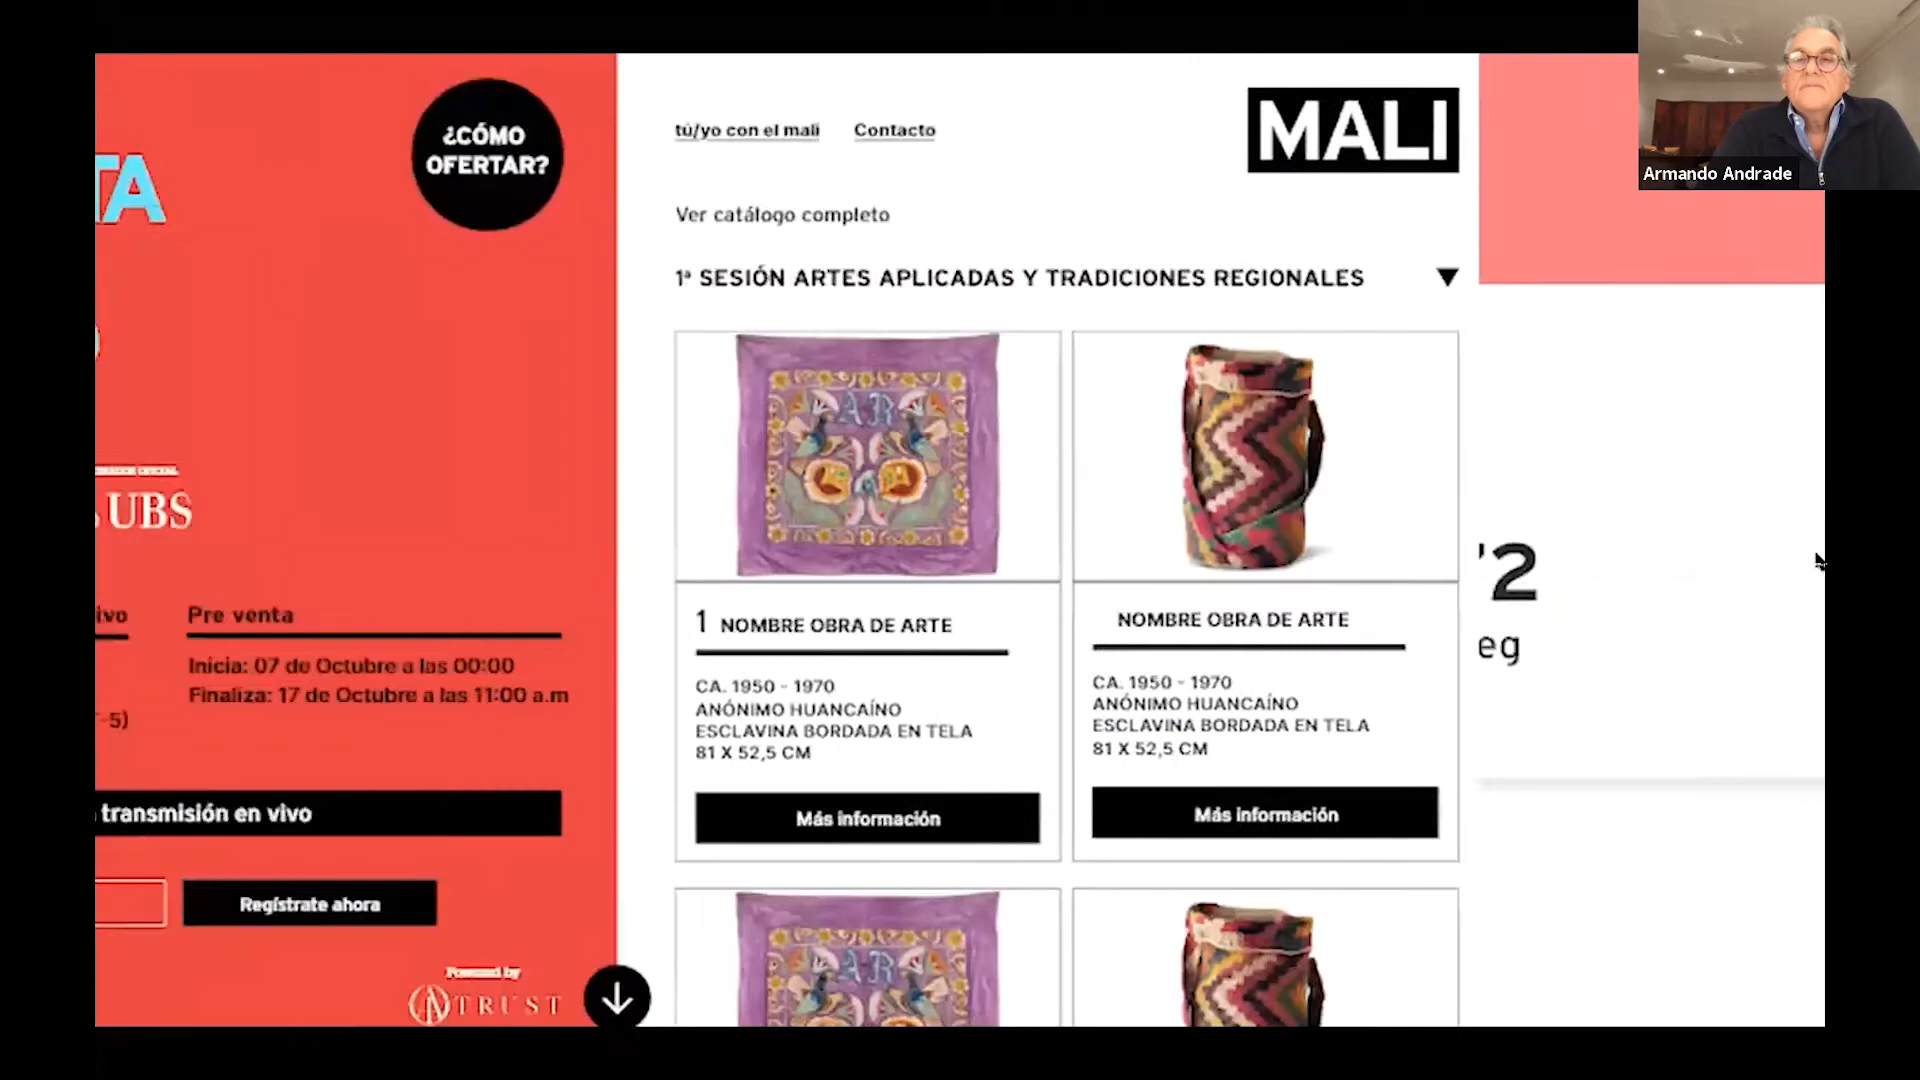 TA
¿CÓMO
OFERTAR?
UBS
Pre venta
Inicia: 07 de Octubre a las 00:00
Finaliza: 17 de Octubre a las 11:00 a.m
-5)
transmisión en vivo
Regístrate ahora
Powered by
TRUST
tú/yo con el mali
Contacto
MALI
Ver catálogo completo
1ª SESIÓN ARTES APLICADAS Y TRADICIONES REGIONALES
AR
1 NOMBRE OBRA DE ARTE
CA. 1950 - 1970
ANÓNIMO HUANCAÍNO
ESCLAVINA BORDADA EN TELA
81 X 52,5 CM
Más información
NOMBRE OBRA DE ARTE
CA. 1950 - 1970
ANÓNIMO HUANCAÍNO
ESCLAVINA BORDADA EN TELA
81 X 52,5 CM
Más información
AR
'2
eg
Armando Andrade